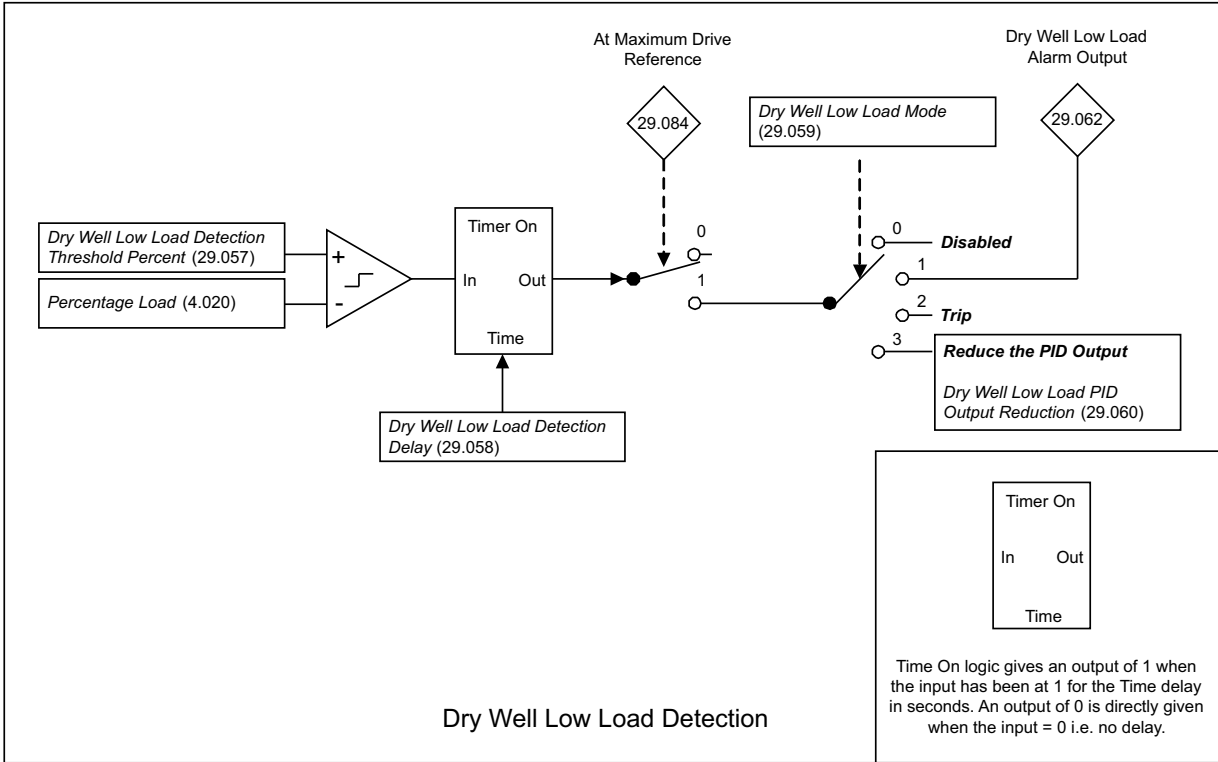 At Maximum Drive
Reference
Dry Well Low Load
Alarm Output
29.084
Dry Well Low Load Mode
(29.059)
29.062
Dry Well Low Load Detection
Threshold Percent (29.057)
+
Percentage Load (4.020)
-
Timer On
In
Out
Time
0
1
0
Disabled
1
2
Trip
3
Reduce the PID Output
Dry Well Low Load PID
Output Reduction (29.060)
Dry Well Low Load Detection
Delay (29.058)
Timer On
In
Out
Time
Time On logic gives an output of 1 when
the input has been at 1 for the Time delay
in seconds. An output of 0 is directly given
when the input = 0 i.e. no delay.
Dry Well Low Load Detection